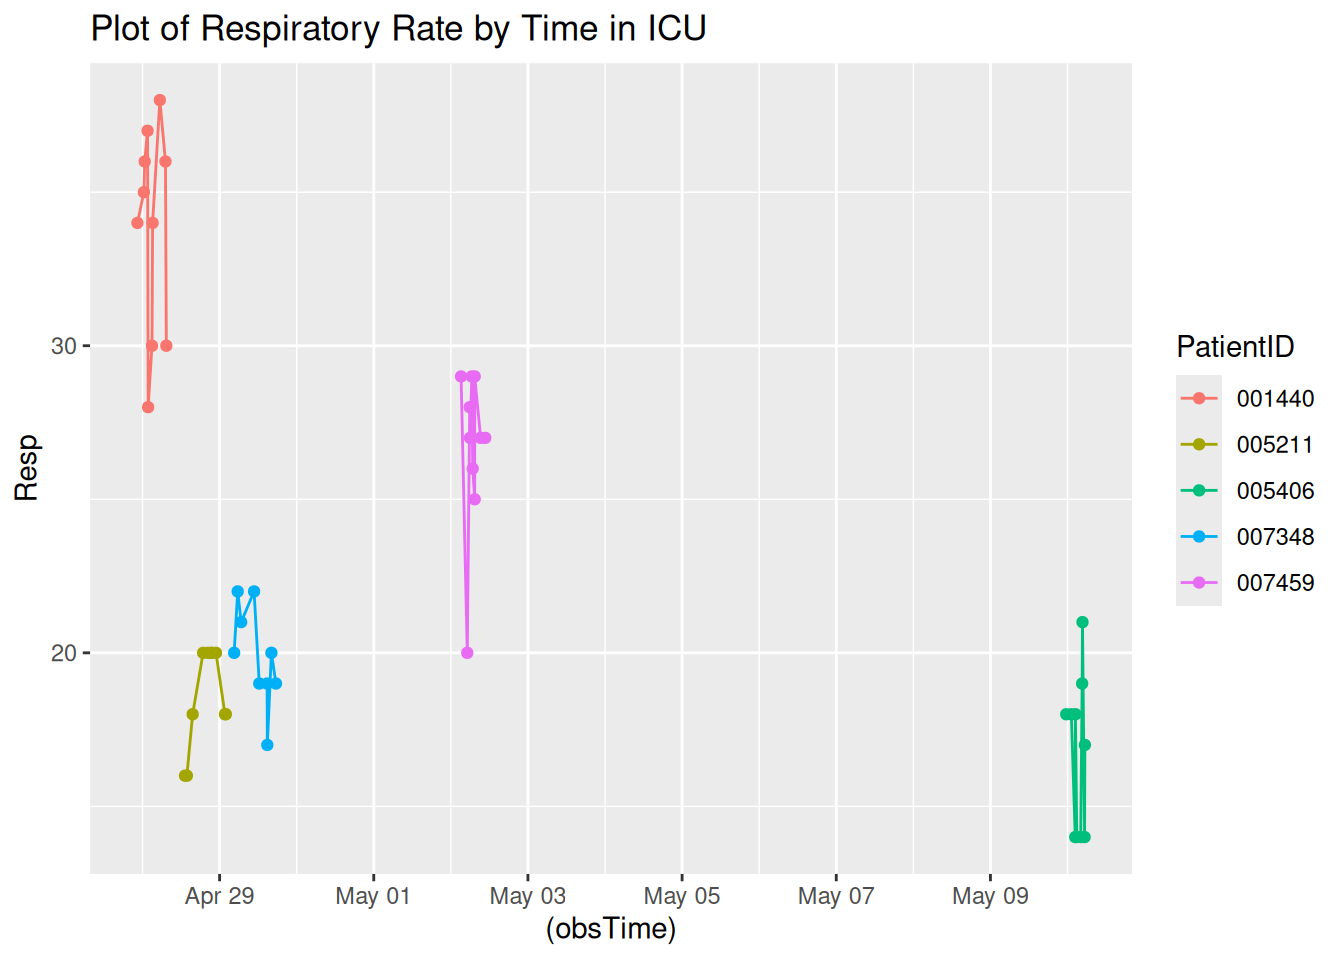 Plot of Respiratory Rate by Time in ICU
30
20
Resp
Apr 29 May 01 May 03 May 05 May 07 May 09
(obsTime)
PatientID
001440
005211
005406
007348
007459